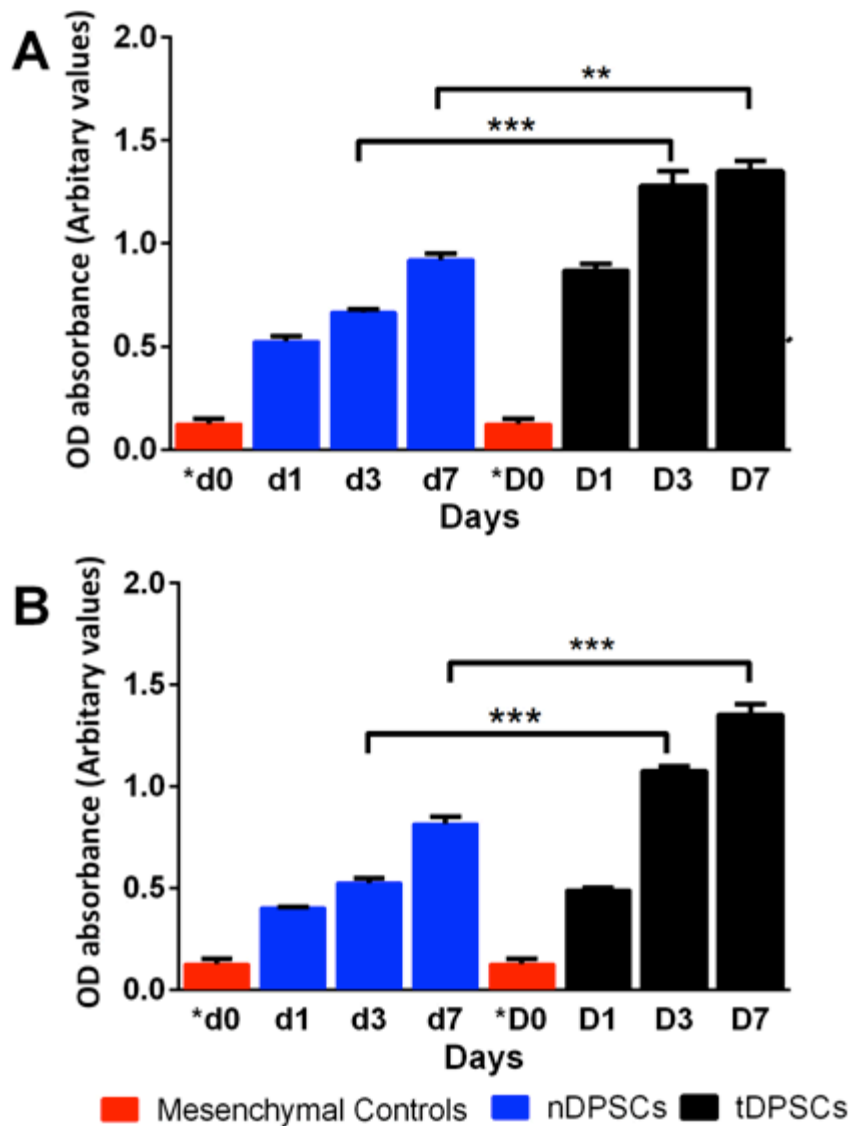 A
OD absorbance (Arbitary values)
2.0
1.5
1.0
0.5
0.0
**
***
*d0 d1 d3 d7 *D0 D1 D3 D7
Days
B
OD absorbance (Arbitary values)
2.0
1.5
1.0
0.5
0.0
***
***
*d0 d1 d3 d7 *D0 D1 D3 D7
Days
Mesenchymal Controls nDPSCs tDPSCs